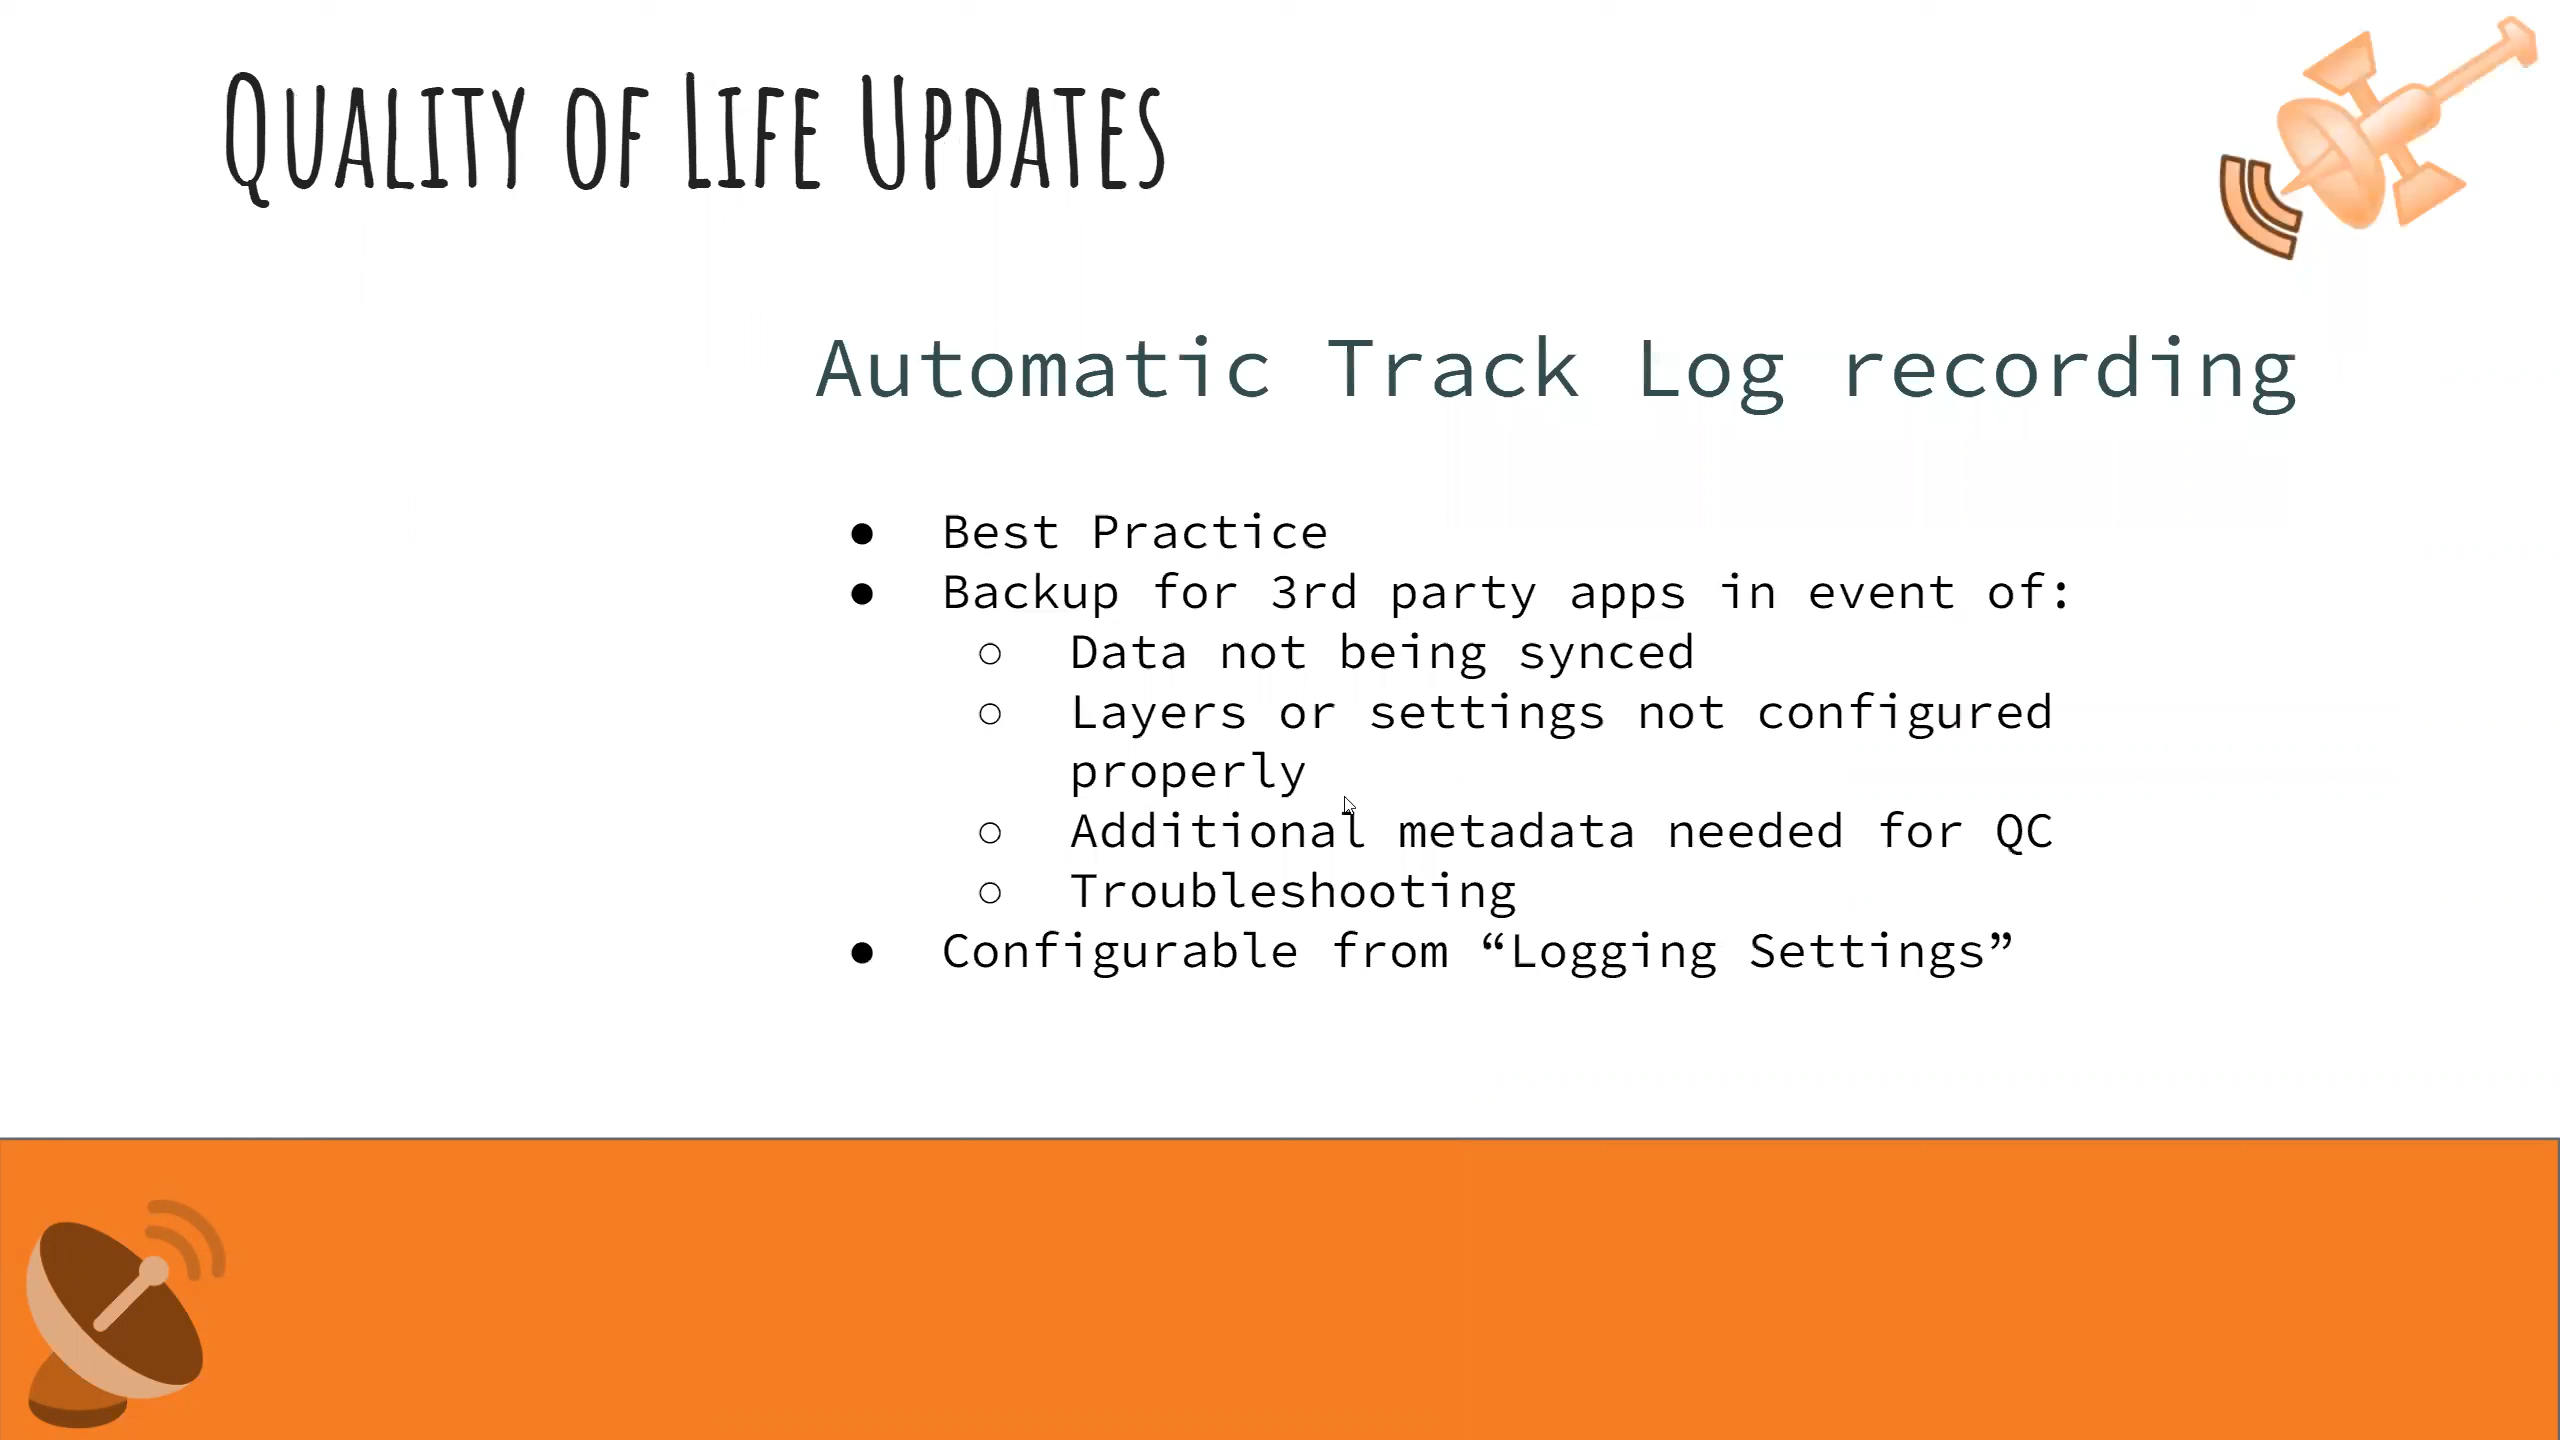 Quality of Life Updates
Automatic Track Log recording
● Best Practice
● Backup for 3rd party apps in event of:
○ Data not being synced
○ Layers or settings not configured
properly
○ Additional metadata needed for QC
○ Troubleshooting
● Configurable from “Logging Settings”